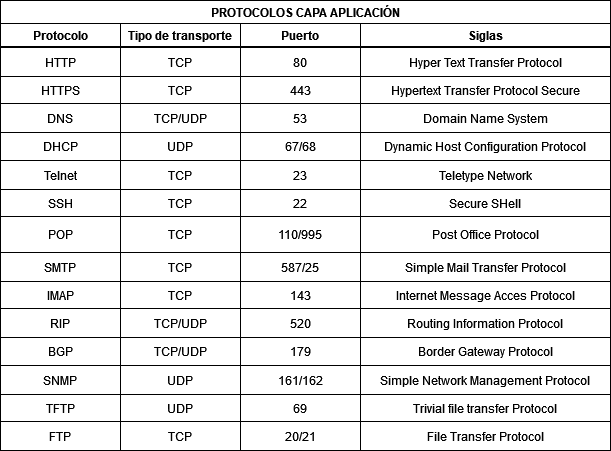 PROTOCOLOS CAPA APLICACIÓN
Protocolo Tipo de transporte Puerto Siglas
HTTP TCP 80 Hyper Text Transfer Protocol
HTTPS TCP 443 Hypertext Transfer Protocol Secure
DNS TCP/UDP 53 Domain Name System
DHCP UDP 67/68 Dynamic Host Configuration Protocol
Telnet TCP 23 Teletype Network
SSH TCP 22 Secure SHell
POP TCP 110/995 Post Office Protocol
SMTP TCP 587/25 Simple Mail Transfer Protocol
IMAP TCP 143 Internet Message Acces Protocol
RIP TCP/UDP 520 Routing Information Protocol
BGP TCP/UDP 179 Border Gateway Protocol
SNMP UDP 161/162 Simple Network Management Protocol
TFTP UDP 69 Trivial file transfer Protocol
FTP TCP 20/21 File Transfer Protocol